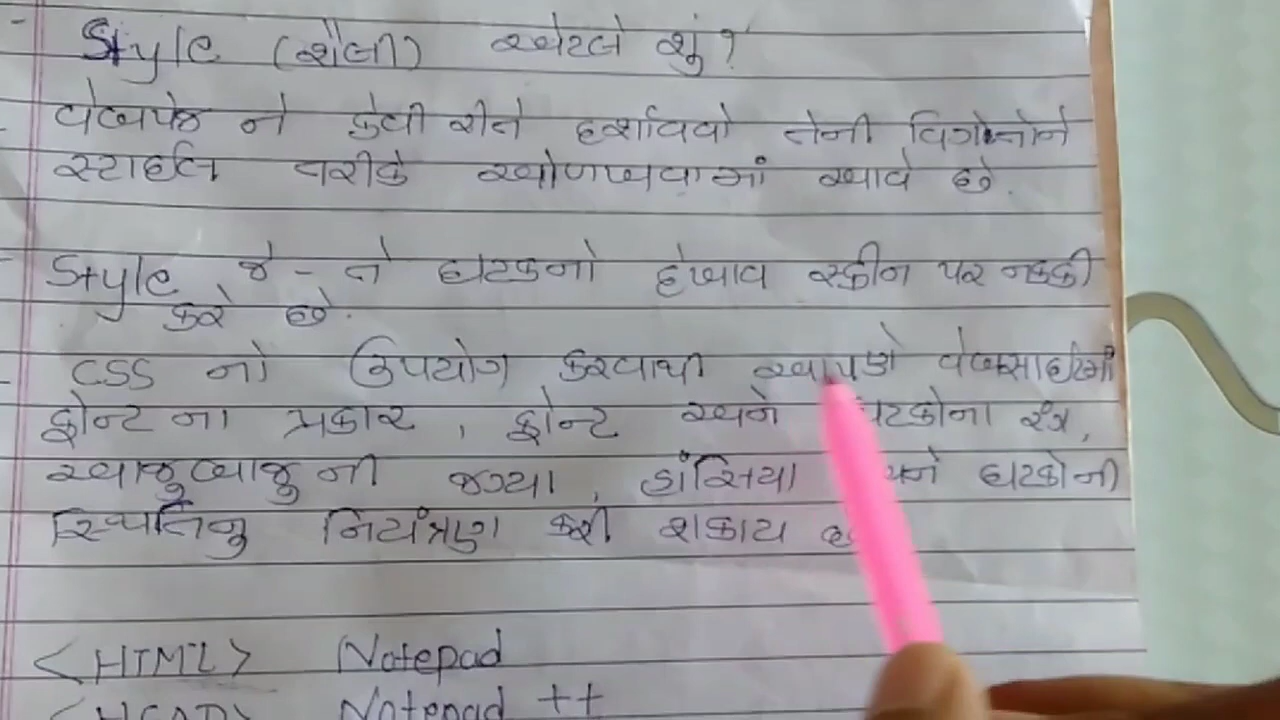 Style (શૈલી) એટલે શું?
વેબપેજ ને કેવી રીતે દર્શાવવો તેની વિગતોને
સ્ટાઈલ તરીકે ઓળખવામાં આવે છે.
Style જે - તે ઘટકનો દેખાવ સ્ક્રીન પર નક્કી
કરે છે.
CSS નો ઉપયોગ કરવાથી આપણે વેબસાઈટમાં
ફોન્ટ ના પ્રકાર , ફોન્ટ અને ઘટકોના રંગ,
આજુબાજુ ની જગ્યા , હાંસિયા અને ઘટકોની
સ્થિતિનુ નિયંત્રણ કરી શકાય છે
<HTML> Notepad
<HEAD> Notepad ++